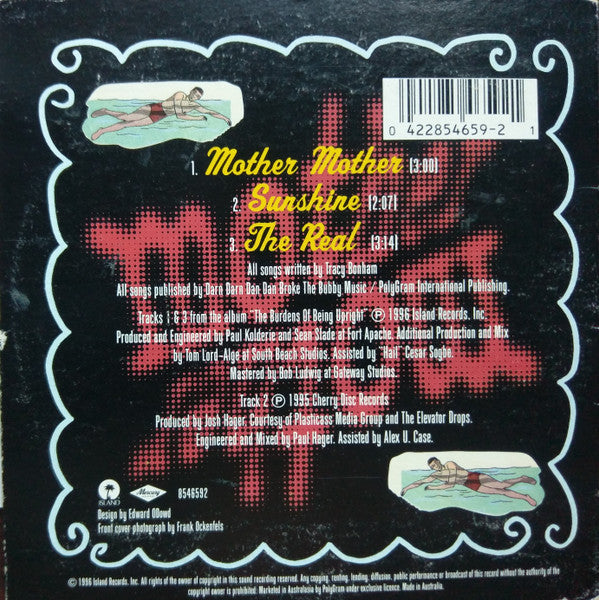 0 422854659-2 1
1. Mother Mother (3:00)
2. Sunshine (2:07)
3. The Real (3:14)
All songs written by Tracy Bonham
All songs published by Darn Darn Dan Dan Broke The Bubby Music / PolyGram International Publishing.
Tracks 1 & 3 from the album "The Burdens Of Being Upright" ℗ 1996 Island Records, Inc
Produced and Engineered by Paul Kolderie and Sean Slade at Fort Apache. Additional Production and Mix
by Tom Lord-Alge at South Beach Studios. Assisted by "Hail" Cesar Sogbe.
Mastered by Bob Ludwig at Gateway Studios.
Track 2 ℗ 1995 Cherry Disc Records
Produced by Josh Hager, Courtesy of Plasticass Media Group and The Elevator Drops.
Engineered and Mixed by Paul Hager. Assisted by Alex U. Case.
ISLAND Mercury 8546592
Design by Edward ODowd
Front cover photograph by Frank Ockenfels
© 1996 Island Records, Inc. All rights of the owner of copyright in this sound recording reserved. Any copying, renting, lending, diffusion, public performance or broadcast of this record without the authority of the
copyright owner is prohibited. Marketed in Australasia by PolyGram under exclusive licence. Made in Australia.